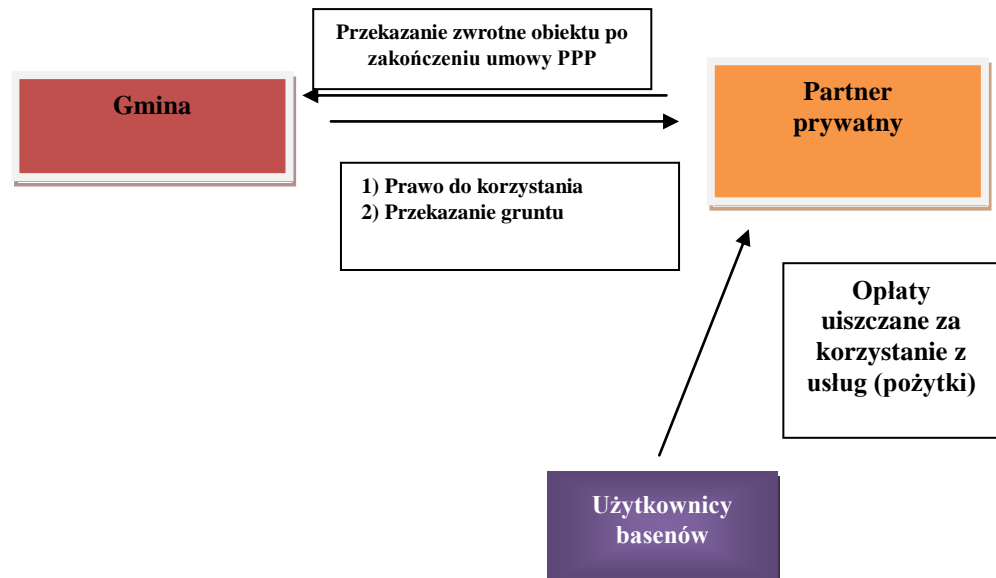 Przekazanie zwrotne obiektu po
zakończeniu umowy PPP
Gmina
Partner
prywatny
1) Prawo do korzystania
2) Przekazanie gruntu
Opłaty
uiszczane za
korzystanie z
usług (pożytki)
Użytkownicy
basenów